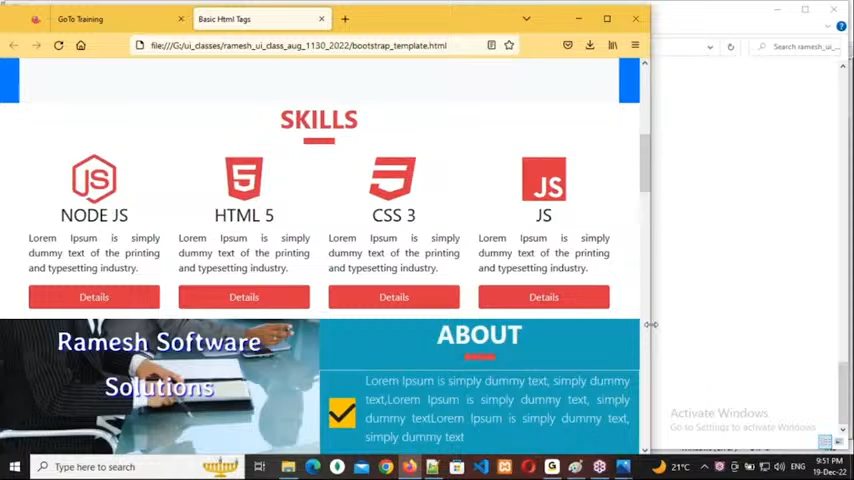 GoTo Training
Basic Html Tags
file:///G:/ui_classes/ramesh_ui_class_aug_1130_2022/bootstrap_template.html
Search ramesh_ui_...
SKILLS
JS
5
3
JS
NODE JS
HTML 5
CSS 3
JS
Lorem Ipsum is simply
dummy text of the printing
and typesetting industry.
Lorem Ipsum is simply
dummy text of the printing
and typesetting industry.
Lorem Ipsum is simply
dummy text of the printing
and typesetting industry.
Lorem Ipsum is simply
dummy text of the printing
and typesetting industry.
Details
Details
Details
Details
Ramesh Software
Solutions
ABOUT
Lorem Ipsum is simply dummy text, simply dummy
text,Lorem Ipsum is simply dummy text, simply
dummy textLorem Ipsum is simply dummy text,
simply dummy text
Activate Windows
Go to Settings to activate Windows.
Type here to search
21°C
ENG
9:51 PM
19-Dec-22